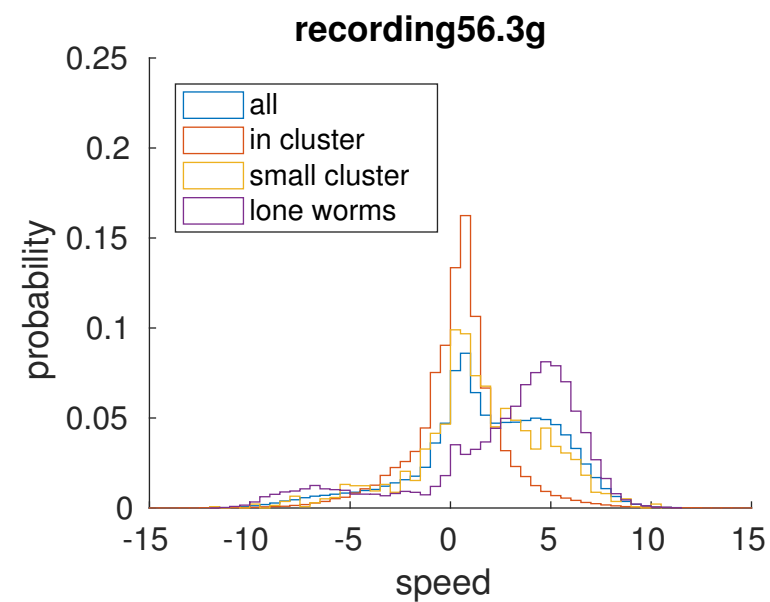 recording56.3g
0.25
0.2
0.15
0.1
0.05
0
probability
all
in cluster
small cluster
lone worms
-15 -10 -5 0 5 10 15
speed